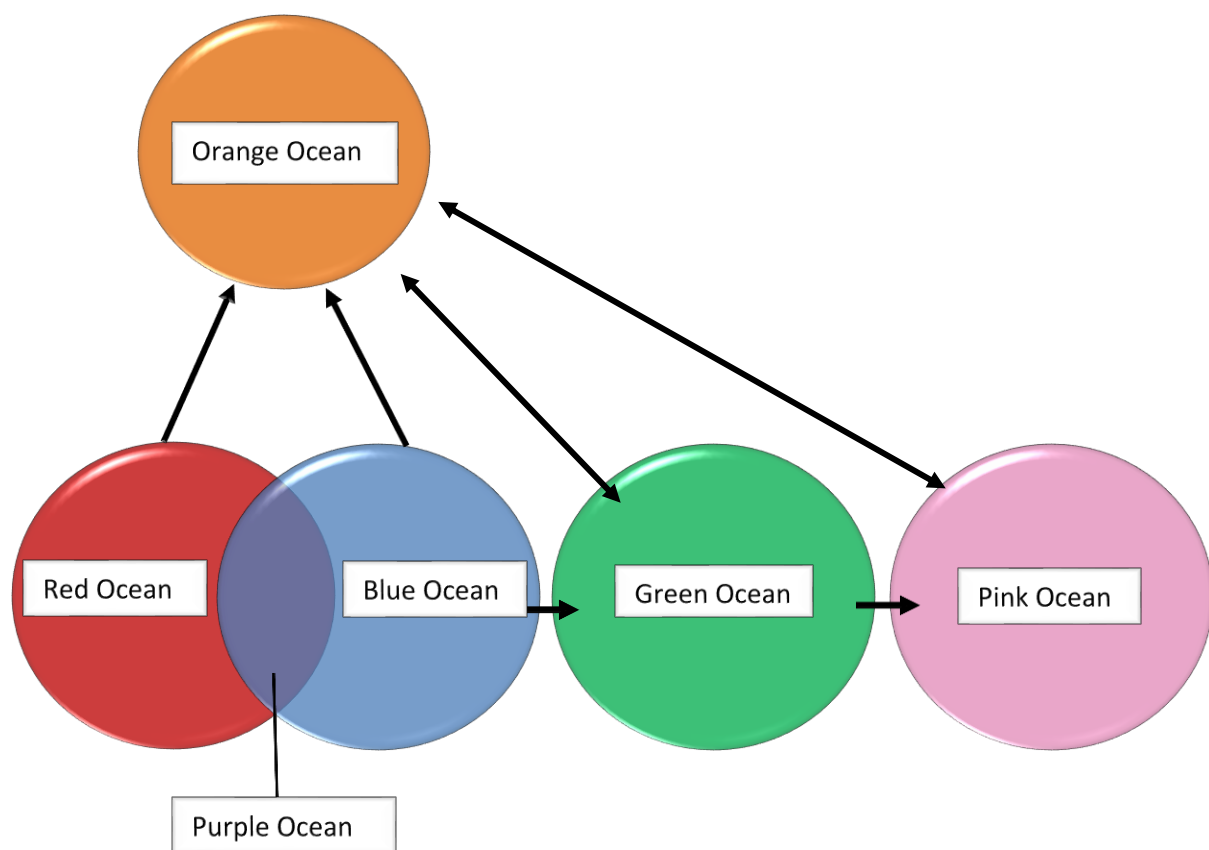 Orange Ocean
Red Ocean
Blue Ocean
Green Ocean
Pink Ocean
Purple Ocean